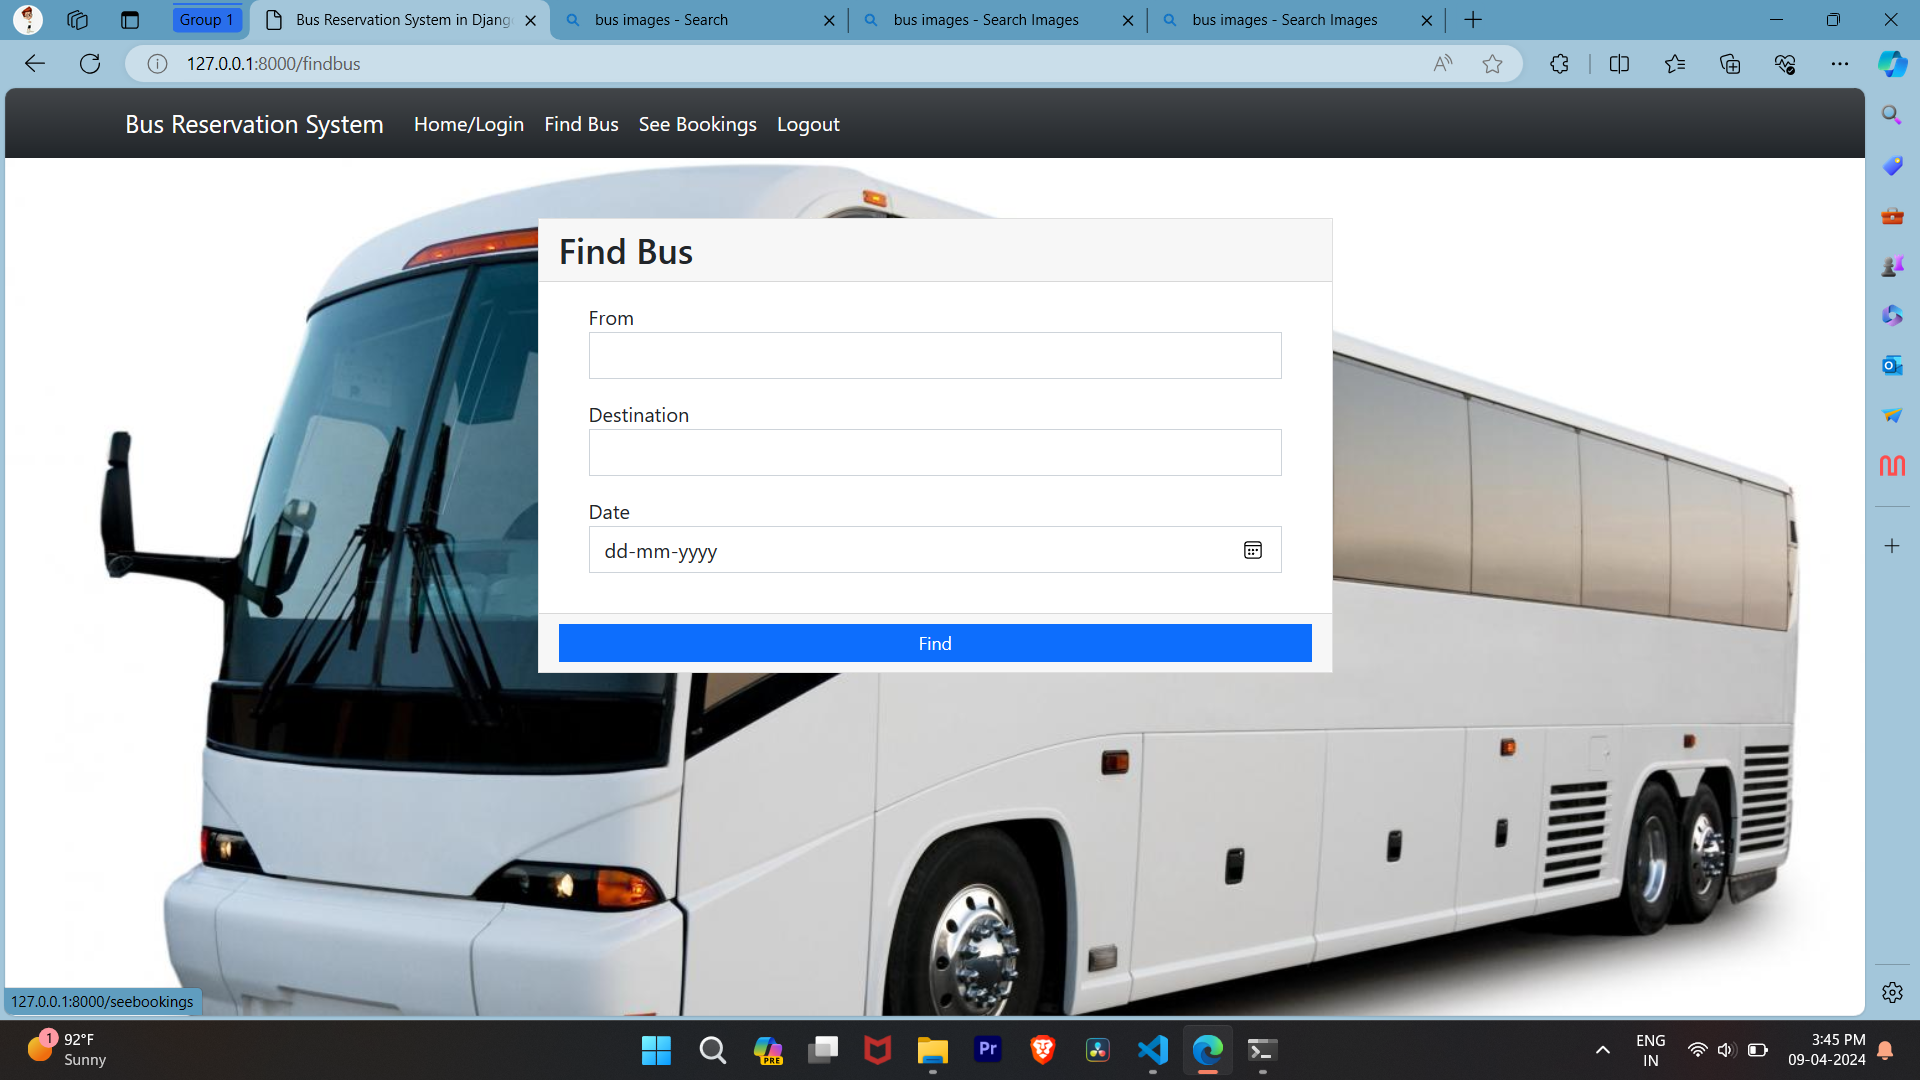 Group 1
Bus Reservation System in Djang
bus images - Search
bus images - Search Images
bus images - Search Images
127.0.0.1:8000/findbus
Bus Reservation System
Home/Login
Find Bus
See Bookings
Logout
Find Bus
From
Destination
Date
dd-mm-yyyy
Find
127.0.0.1:8000/seebookings
1
92°F
Sunny
PRE
Pr
ENG
IN
3:45 PM
09-04-2024